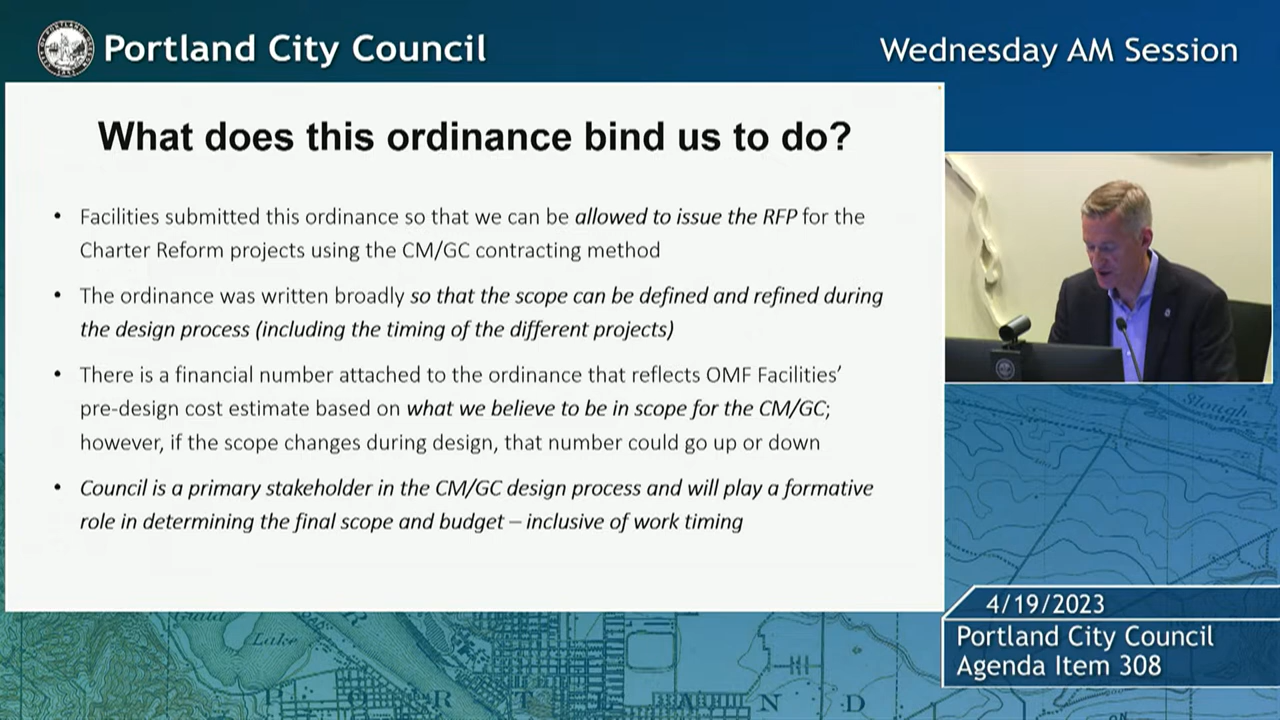 Portland City Council
Wednesday AM Session
What does this ordinance bind us to do?
• Facilities submitted this ordinance so that we can be allowed to issue the RFP for the
Charter Reform projects using the CM/GC contracting method
• The ordinance was written broadly so that the scope can be defined and refined during
the design process (including the timing of the different projects)
• There is a financial number attached to the ordinance that reflects OMF Facilities’
pre-design cost estimate based on what we believe to be in scope for the CM/GC;
however, if the scope changes during design, that number could go up or down
• Council is a primary stakeholder in the CM/GC design process and will play a formative
role in determining the final scope and budget – inclusive of work timing
Slough
4/19/2023
Portland City Council
Agenda Item 308
Guild
Lake
R T L A N D